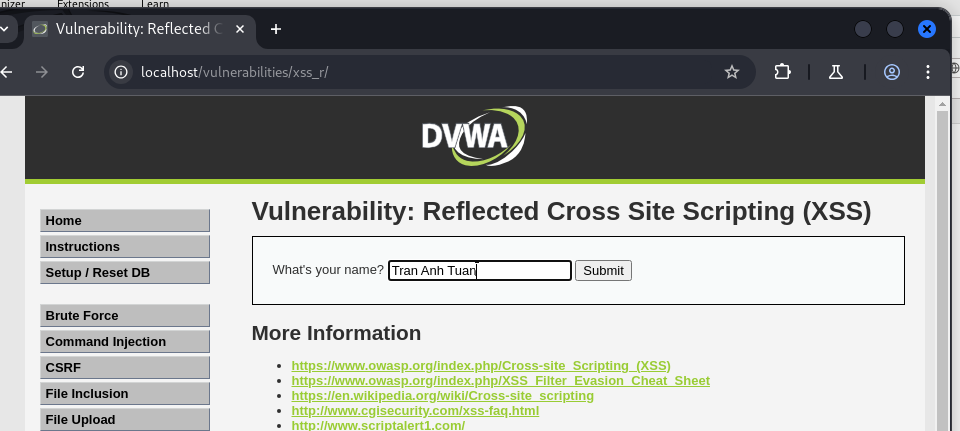 Extensions
Learn
Vulnerability: Reflected C
localhost/vulnerabilities/xss_r/
DVWA
Home
Instructions
Setup / Reset DB
Brute Force
Command Injection
CSRF
File Inclusion
File Upload
Vulnerability: Reflected Cross Site Scripting (XSS)
What's your name? Tran Anh Tuan Submit
More Information
https://www.owasp.org/index.php/Cross-site_Scripting_(XSS)
https://www.owasp.org/index.php/XSS_Filter_Evasion_Cheat_Sheet
https://en.wikipedia.org/wiki/Cross-site_scripting
http://www.cgisecurity.com/xss-faq.html
http://www.scriptalert1.com/